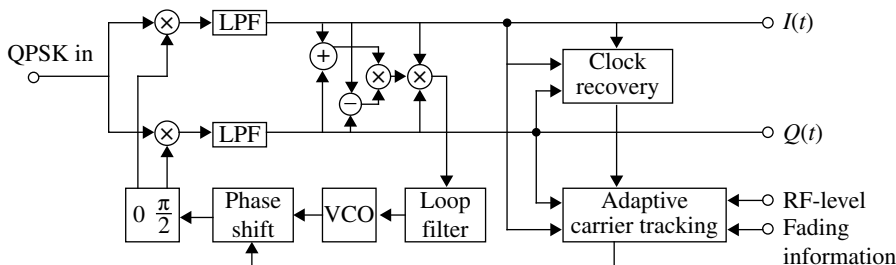 QPSK in
LPF
I(t)
Clock
recovery
LPF
Q(t)
0 π/2
Phase
shift
VCO
Loop
filter
Adaptive
carrier tracking
RF-level
Fading
information
× + × × − ×